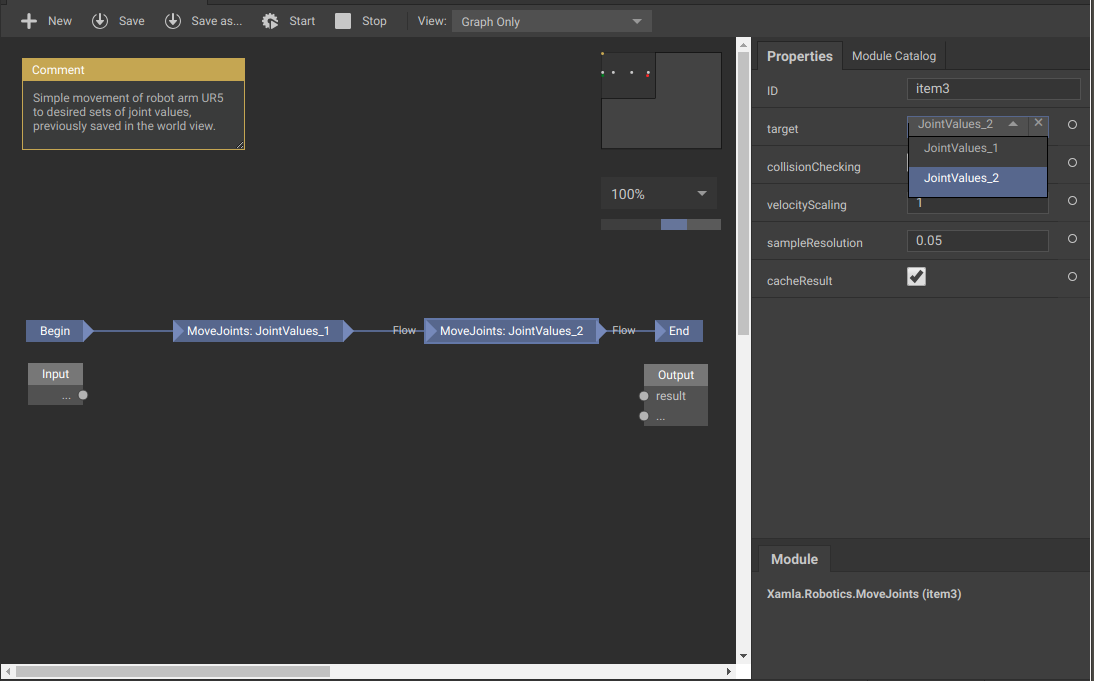 New Save Save as... Start Stop View: Graph Only
Comment
Simple movement of robot arm UR5
to desired sets of joint values,
previously saved in the world view.
100%
Begin MoveJoints: JointValues_1 Flow MoveJoints: JointValues_2 Flow End
Input
...
Output
result
...
Properties Module Catalog
ID item3
target JointValues_2
JointValues_1
JointValues_2
collisionChecking
velocityScaling 1
sampleResolution 0.05
cacheResult
Module
Xamla.Robotics.MoveJoints (item3)